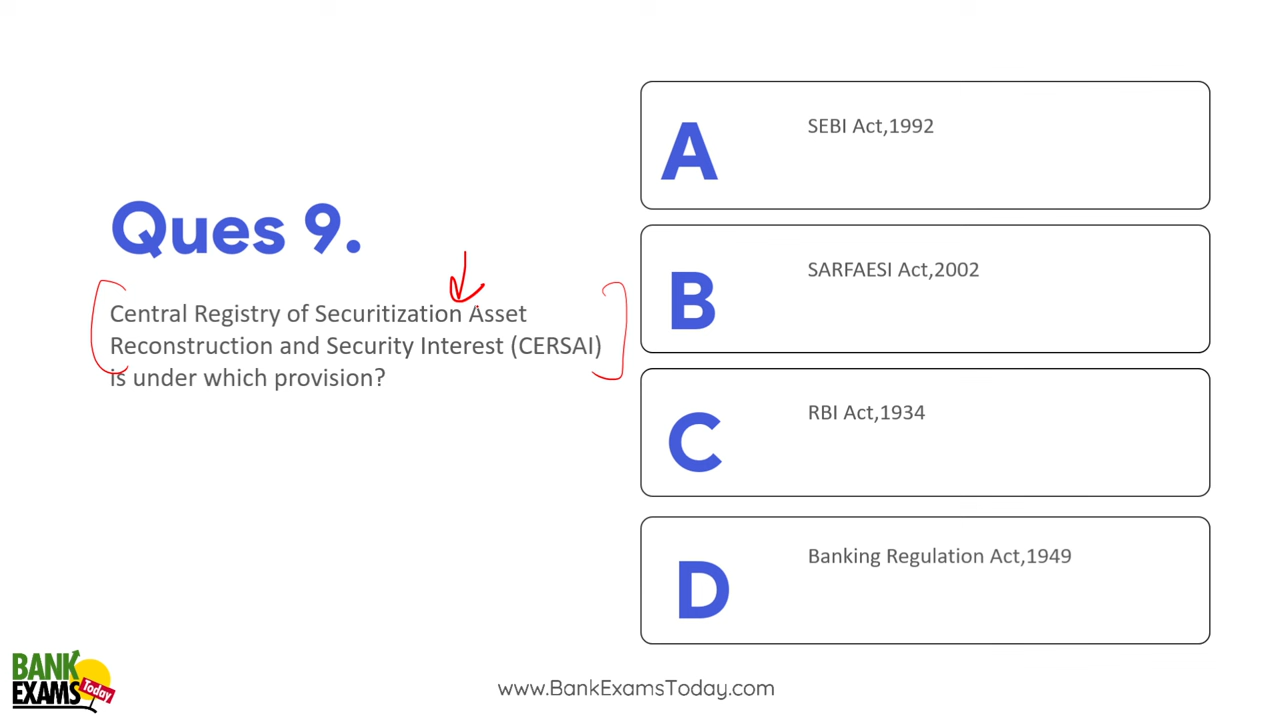 Ques 9.
Central Registry of Securitization Asset
Reconstruction and Security Interest (CERSAI)
is under which provision?
A
SEBI Act,1992
B
SARFAESI Act,2002
C
RBI Act,1934
D
Banking Regulation Act,1949
BANK
EXAMS
Today
www.BankExamsToday.com